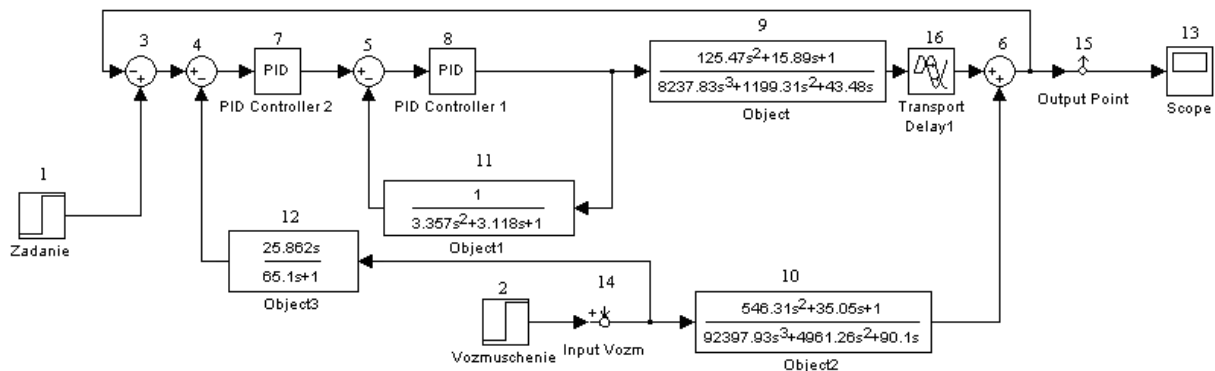 3
4
7
5
8
9
16
6
15
13
PID
PID
125.47s2+15.89s+1
8237.83s3+1199.31s2+43.48s
PID Controller 2
PID Controller 1
Object
Transport
Delay1
Output Point
Scope
1
Zadanie
11
1
3.357s2+3.118s+1
Object1
12
25.862s
65.1s+1
Object3
2
Vozmuschenie
14
Input Vozm
10
546.31s2+35.05s+1
92397.93s3+4961.26s2+90.1s
Object2